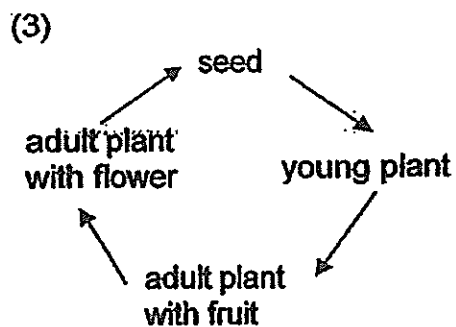 (3)
seed
adult plant
with flower
young plant
adult plant
with fruit